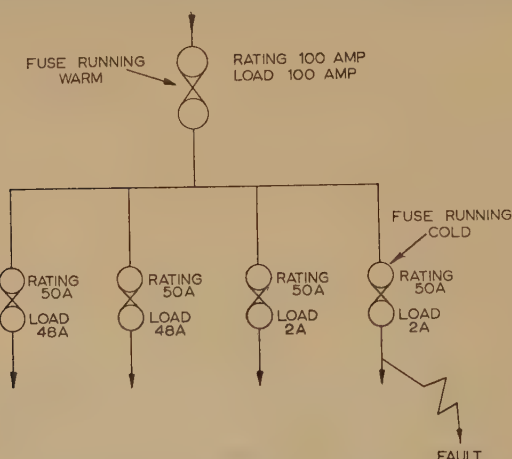 FUSE RUNNING
WARM
RATING 100 AMP
LOAD 100 AMP
FUSE RUNNING
COLD
RATING
50A
LOAD
48A
RATING
50A
LOAD
48A
RATING
50A
LOAD
2A
RATING
50A
LOAD
2A
FAULT